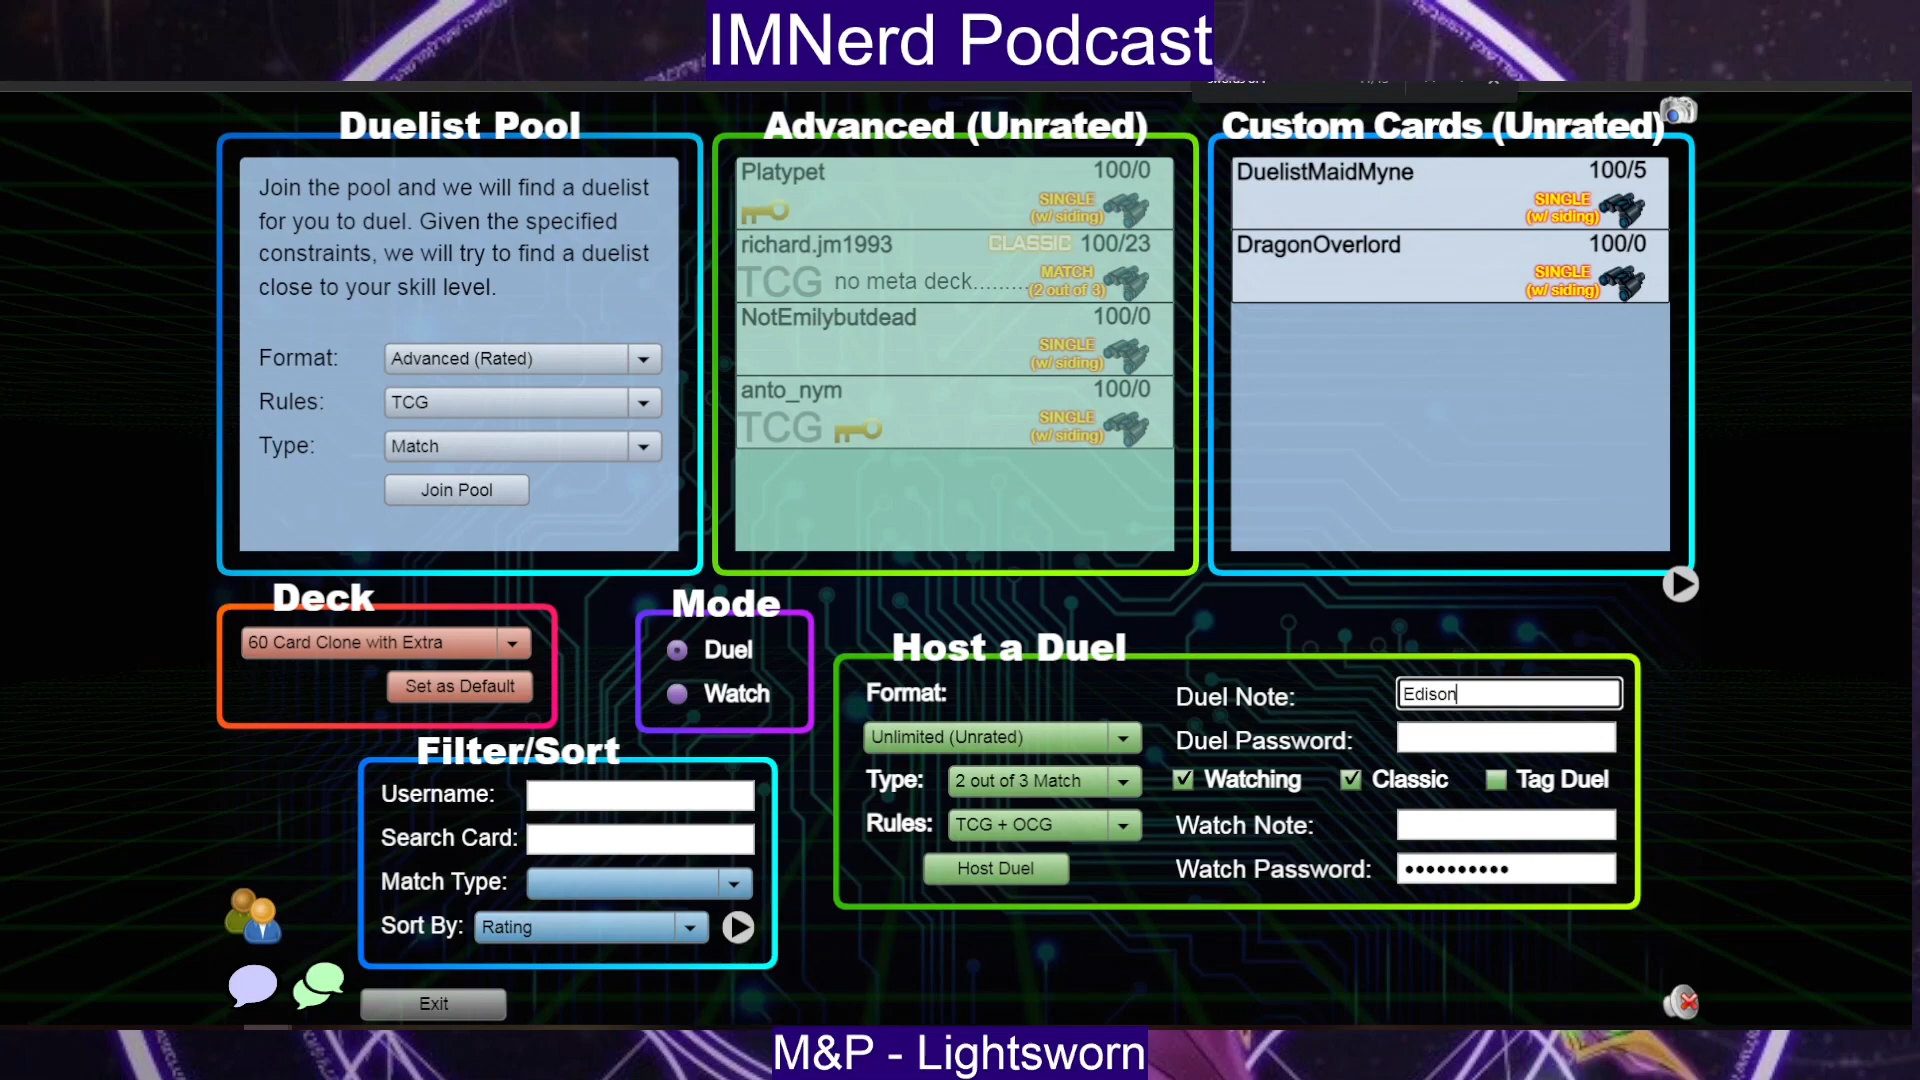 IMNerd Podcast
Duelist Pool
Join the pool and we will find a duelist
for you to duel. Given the specified
constraints, we will try to find a duelist
close to your skill level.
Format: Advanced (Rated)
Rules: TCG
Type: Match
Join Pool
Advanced (Unrated)
Platypet 100/0
SINGLE
(w/ siding)
richard.jm1993 CLASSIC 100/23
TCG no meta deck......... MATCH
(2 out of 3)
NotEmilybutdead 100/0
SINGLE
(w/ siding)
anto_nym 100/0
TCG SINGLE
(w/ siding)
Custom Cards (Unrated)
DuelistMaidMyne 100/5
SINGLE
(w/ siding)
DragonOverlord 100/0
SINGLE
(w/ siding)
Deck
60 Card Clone with Extra
Set as Default
Mode
Duel
Watch
Filter/Sort
Username:
Search Card:
Match Type:
Sort By: Rating
Exit
Host a Duel
Format:
Unlimited (Unrated)
Type: 2 out of 3 Match
Rules: TCG + OCG
Host Duel
Duel Note: Edison
Duel Password:
Watching Classic Tag Duel
Watch Note:
Watch Password: ••••••••••
M&P - Lightsworn